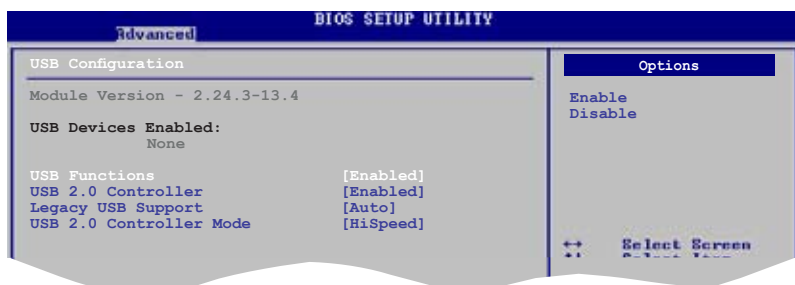 BIOS SETUP UTILITY
Advanced
USB Configuration
Module Version - 2.24.3-13.4
USB Devices Enabled:
None
USB Functions [Enabled]
USB 2.0 Controller [Enabled]
Legacy USB Support [Auto]
USB 2.0 Controller Mode [HiSpeed]
Options
Enable
Disable
↔ Select Screen